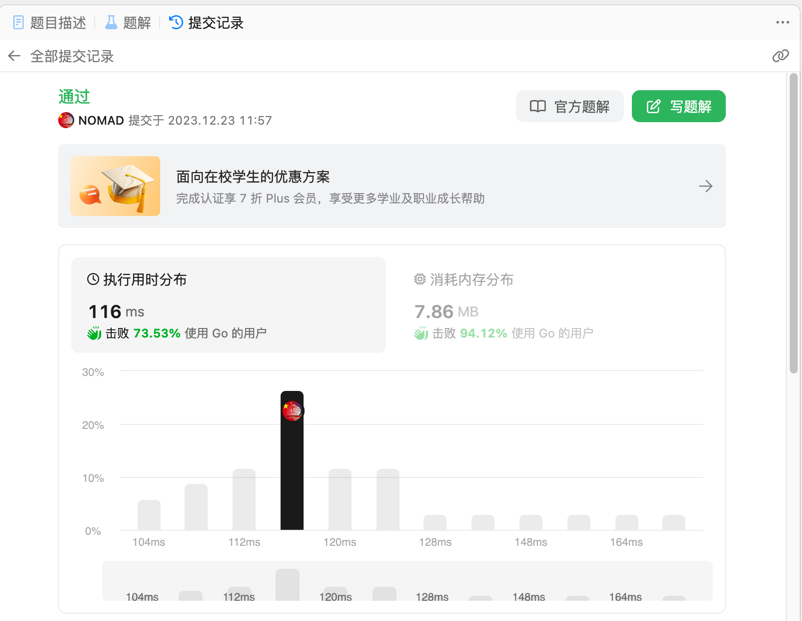 题目描述 题解 提交记录
全部提交记录
通过
NOMAD 提交于 2023.12.23 11:57
官方题解
写题解
面向在校学生的优惠方案
完成认证享 7 折 Plus 会员，享受更多学业及职业成长帮助
执行用时分布
116 ms
击败 73.53% 使用 Go 的用户
消耗内存分布
7.86 MB
击败 94.12% 使用 Go 的用户
30%
20%
10%
0%
104ms 112ms 120ms 128ms 148ms 164ms
104ms 112ms 120ms 128ms 148ms 164ms